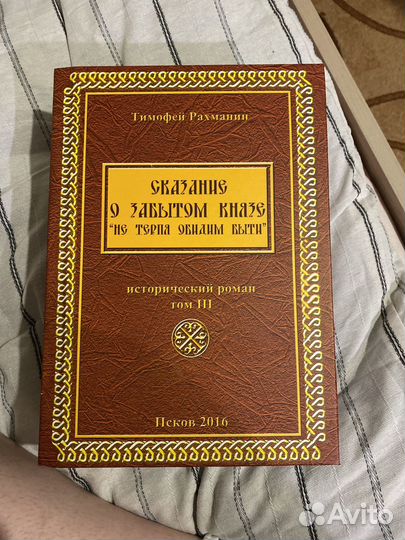 Тимофей Рахманин
СКАЗАНИЕ
О ЗАБЫТОМ КНЯЗЕ
"НЕ ТЕРПЯ ОБИДИМ БЫТИ"
исторический роман
том III
Псков 2016
Avito